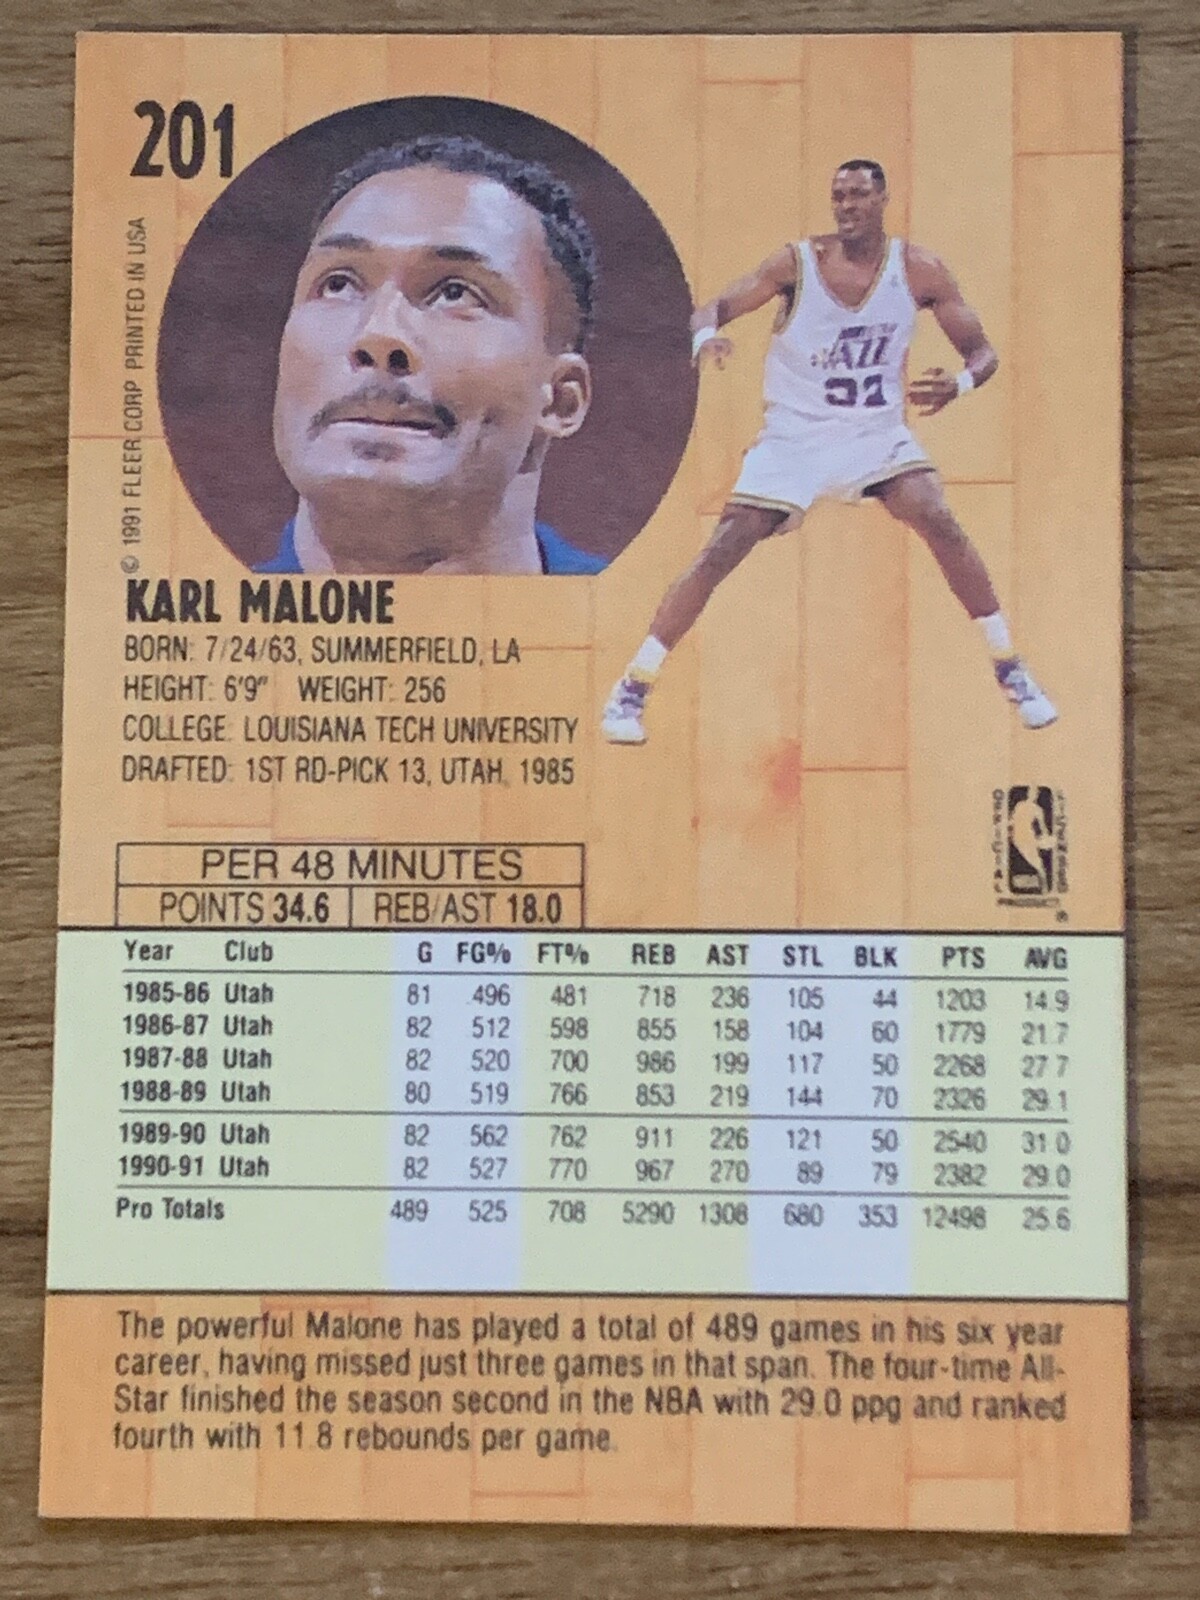 201
© 1991 FLEER CORP PRINTED IN USA
JAZZ
32
KARL MALONE
BORN: 7/24/63, SUMMERFIELD, LA
HEIGHT: 6'9" WEIGHT: 256
COLLEGE: LOUISIANA TECH UNIVERSITY
DRAFTED: 1ST RD-PICK 13, UTAH, 1985
PRODUCT
®
PER 48 MINUTES
POINTS 34.6 REB/AST 18.0
Year Club G FG% FT% REB AST STL BLK PTS AVG
1985-86 Utah 81 .496 .481 718 236 105 44 1203 14.9
1986-87 Utah 82 .512 .598 855 158 104 60 1779 21.7
1987-88 Utah 82 .520 .700 986 199 117 50 2268 27.7
1988-89 Utah 80 .519 .766 853 219 144 70 2326 29.1
1989-90 Utah 82 .562 .762 911 226 121 50 2540 31.0
1990-91 Utah 82 .527 .770 967 270 89 79 2382 29.0
Pro Totals 489 .525 .708 5290 1308 680 353 12498 25.6
The powerful Malone has played a total of 489 games in his six year
career, having missed just three games in that span. The four-time All-
Star finished the season second in the NBA with 29.0 ppg and ranked
fourth with 11.8 rebounds per game.